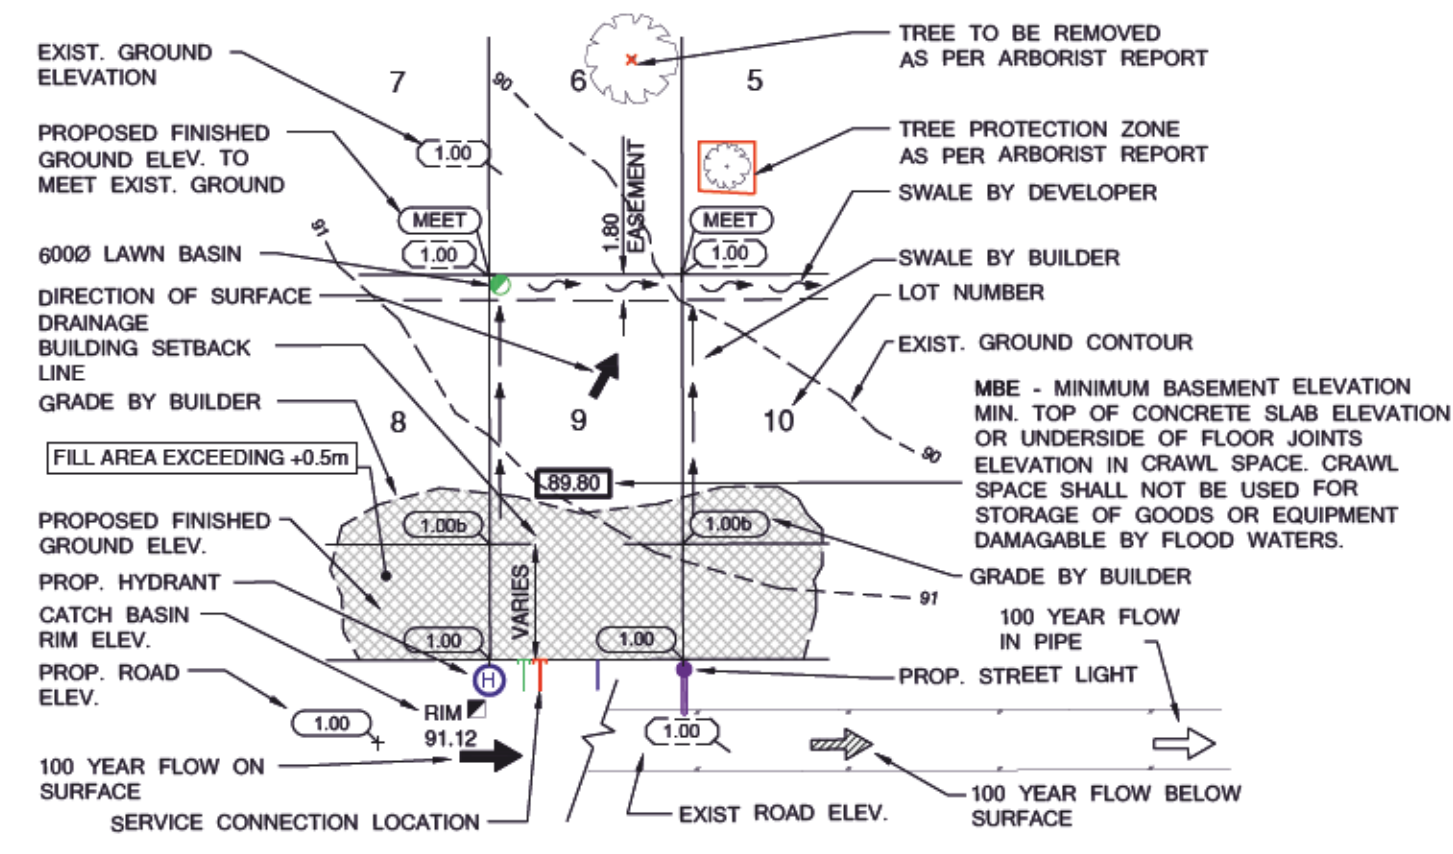 EXIST. GROUND
ELEVATION
PROPOSED FINISHED
GROUND ELEV. TO
MEET EXIST. GROUND
600Ø LAWN BASIN
DIRECTION OF SURFACE
DRAINAGE
BUILDING SETBACK
LINE
GRADE BY BUILDER
FILL AREA EXCEEDING +0.5m
PROPOSED FINISHED
GROUND ELEV.
PROP. HYDRANT
CATCH BASIN
RIM ELEV.
PROP. ROAD
ELEV.
100 YEAR FLOW ON
SURFACE
SERVICE CONNECTION LOCATION
7
6
5
90
1.00
91
MEET
1.00
1.80
EASEMENT
MEET
1.00
8
9
10
90
89.80
1.00b
1.00b
VARIES
91
1.00
1.00
H
1.00
RIM
91.12
1.00
EXIST ROAD ELEV.
TREE TO BE REMOVED
AS PER ARBORIST REPORT
TREE PROTECTION ZONE
AS PER ARBORIST REPORT
SWALE BY DEVELOPER
SWALE BY BUILDER
LOT NUMBER
EXIST. GROUND CONTOUR
MBE - MINIMUM BASEMENT ELEVATION
MIN. TOP OF CONCRETE SLAB ELEVATION
OR UNDERSIDE OF FLOOR JOINTS
ELEVATION IN CRAWL SPACE. CRAWL
SPACE SHALL NOT BE USED FOR
STORAGE OF GOODS OR EQUIPMENT
DAMAGABLE BY FLOOD WATERS.
GRADE BY BUILDER
100 YEAR FLOW
IN PIPE
PROP. STREET LIGHT
100 YEAR FLOW BELOW
SURFACE